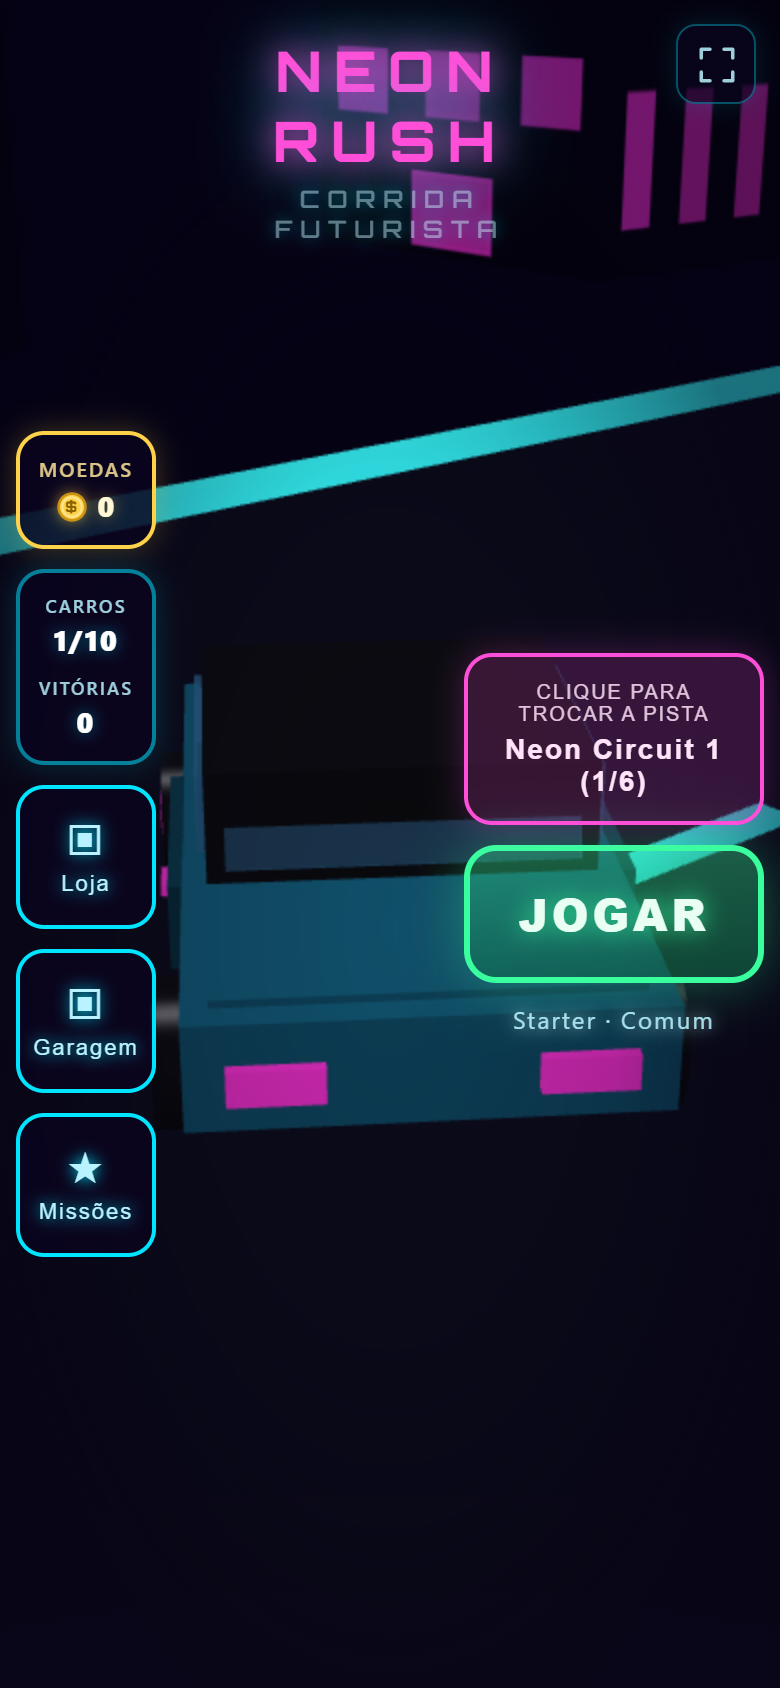 NEON
RUSH
CORRIDA
FUTURISTA
MOEDAS
$ 0
CARROS
1/10
VITÓRIAS
0
Loja
Garagem
Missões
CLIQUE PARA
TROCAR A PISTA
Neon Circuit 1
(1/6)
JOGAR
Starter · Comum